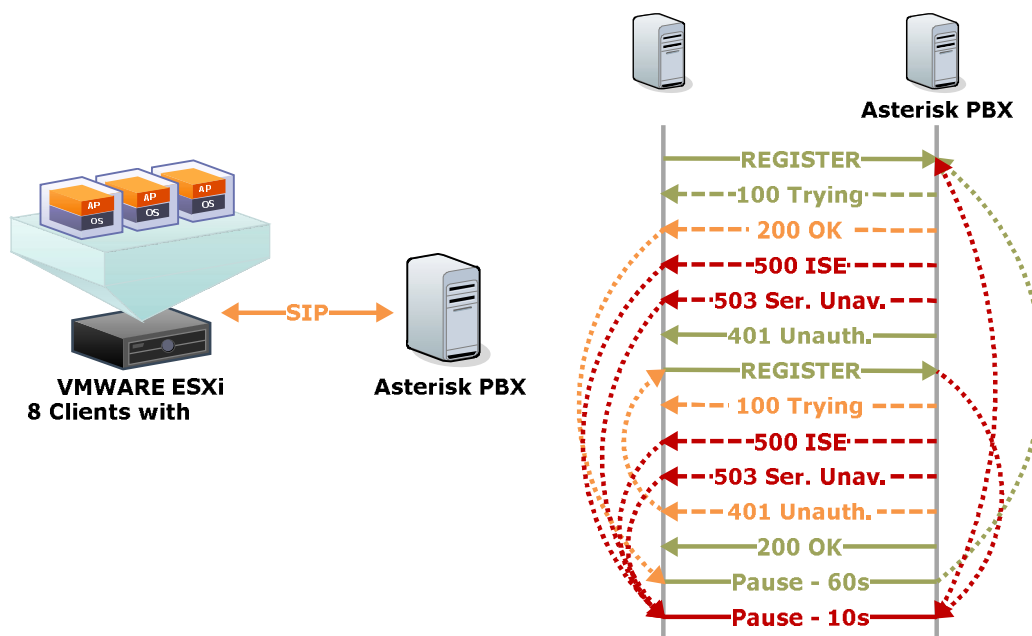 AP
OS
AP
OS
AP
OS
SIP
VMWARE ESXi
8 Clients with
Asterisk PBX
Asterisk PBX
REGISTER
100 Trying
200 OK
500 ISE
503 Ser. Unav.
401 Unauth.
REGISTER
100 Trying
500 ISE
503 Ser. Unav.
401 Unauth.
200 OK
Pause - 60s
Pause - 10s